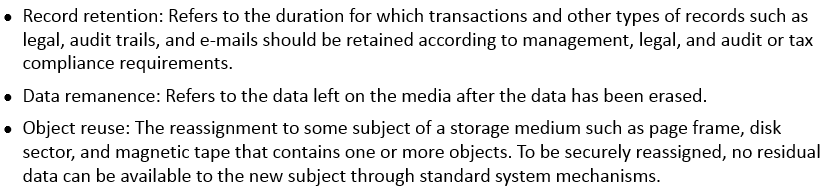 • Record retention: Refers to the duration for which transactions and other types of records such as
legal, audit trails, and e-mails should be retained according to management, legal, and audit or tax
compliance requirements.
• Data remanence: Refers to the data left on the media after the data has been erased.
• Object reuse: The reassignment to some subject of a storage medium such as page frame, disk
sector, and magnetic tape that contains one or more objects. To be securely reassigned, no residual
data can be available to the new subject through standard system mechanisms.